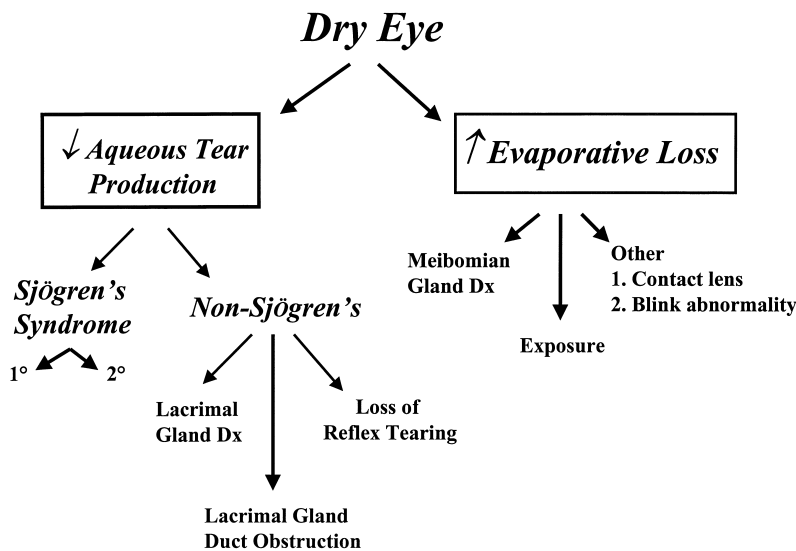 Dry Eye
↓ Aqueous Tear
Production
↑ Evaporative Loss
Sjögren's
Syndrome
1°
2°
Non-Sjögren's
Lacrimal
Gland Dx
Lacrimal Gland
Duct Obstruction
Loss of
Reflex Tearing
Meibomian
Gland Dx
Exposure
Other
1. Contact lens
2. Blink abnormality